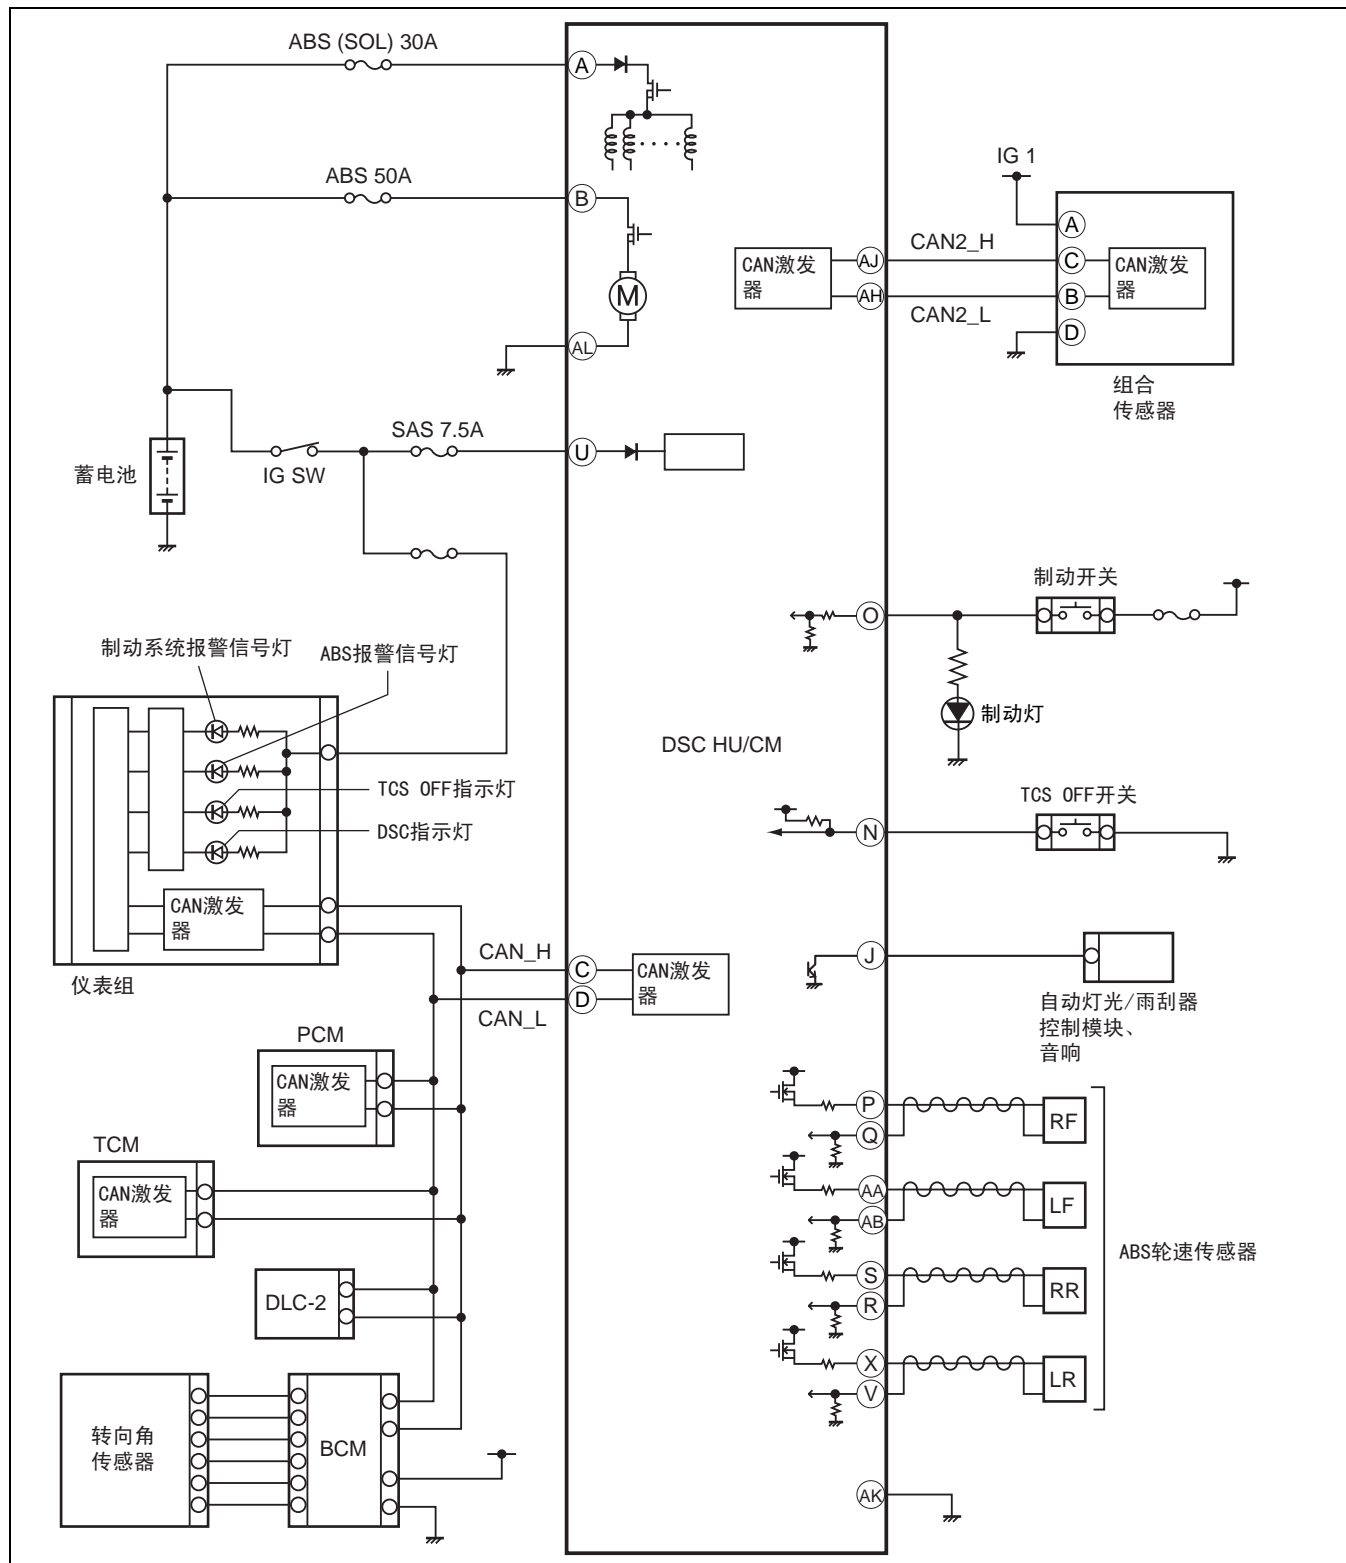 ABS (SOL) 30A
A
ABS 50A
B
M
AL
IG 1
A
CAN2_H
CAN激发
器
AJ
C
CAN激发
器
AH
B
CAN2_L
D
组合
传感器
SAS 7.5A
U
IG SW
蓄电池
制动开关
O
制动灯
制动系统报警信号灯
ABS报警信号灯
TCS OFF指示灯
DSC指示灯
CAN激发
器
仪表组
DSC HU/CM
TCS OFF开关
N
CAN_H
C
CAN激发
器
D
CAN_L
J
自动灯光/雨刮器
控制模块、
音响
PCM
CAN激发
器
TCM
CAN激发
器
DLC-2
转向角
传感器
BCM
P
Q
RF
AA
AB
LF
S
R
RR
X
V
LR
ABS轮速传感器
AK